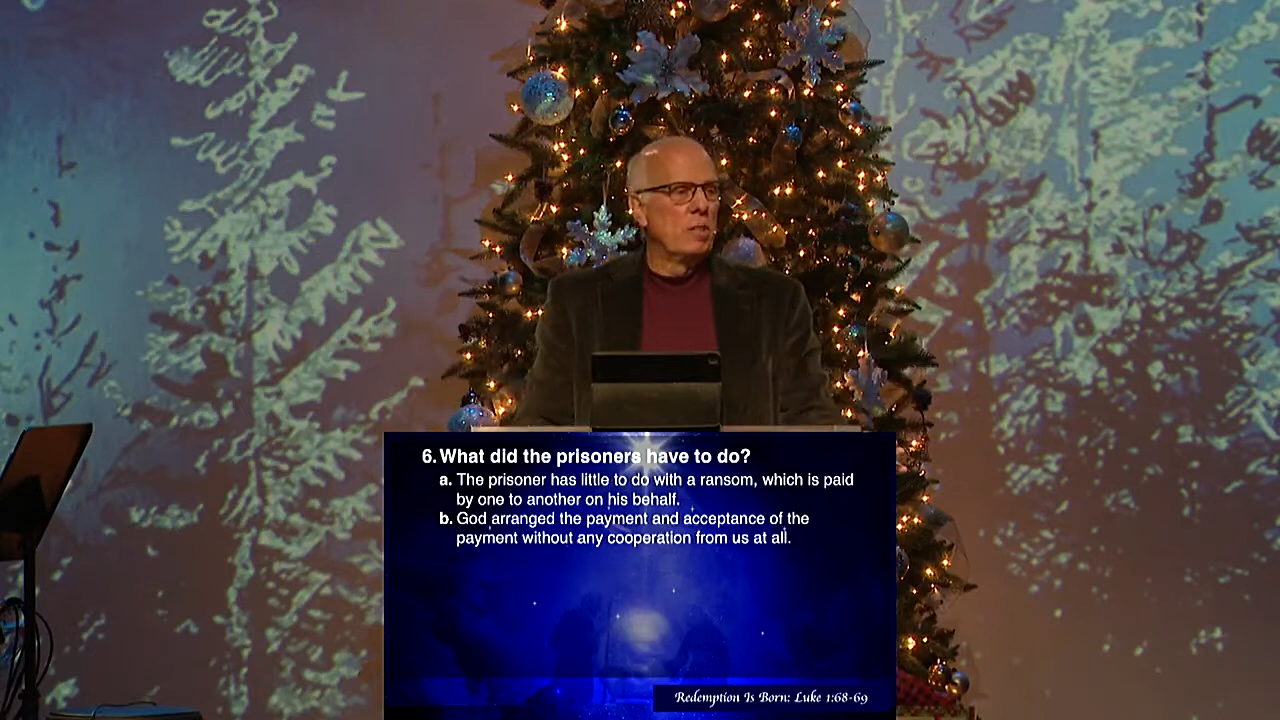 6. What did the prisoners have to do?
a. The prisoner has little to do with a ransom, which is paid
by one to another on his behalf.
b. God arranged the payment and acceptance of the
payment without any cooperation from us at all.
Redemption Is Born: Luke 1:68-69